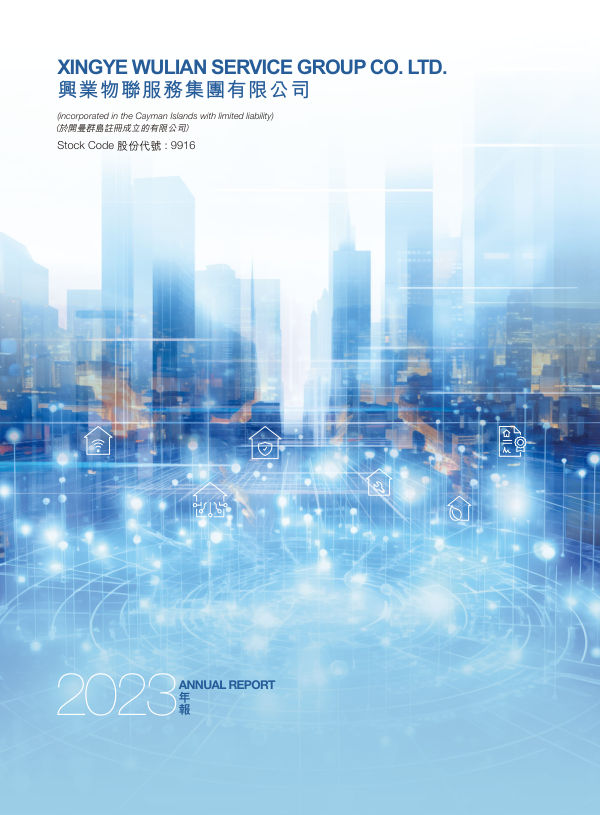 XINGYE WULIAN SERVICE GROUP CO. LTD.
興業物聯服務集團有限公司
(incorporated in the Cayman Islands with limited liability)
(於開曼群島註冊成立的有限公司)
Stock Code 股份代號 : 9916
2023 ANNUAL REPORT
年
報